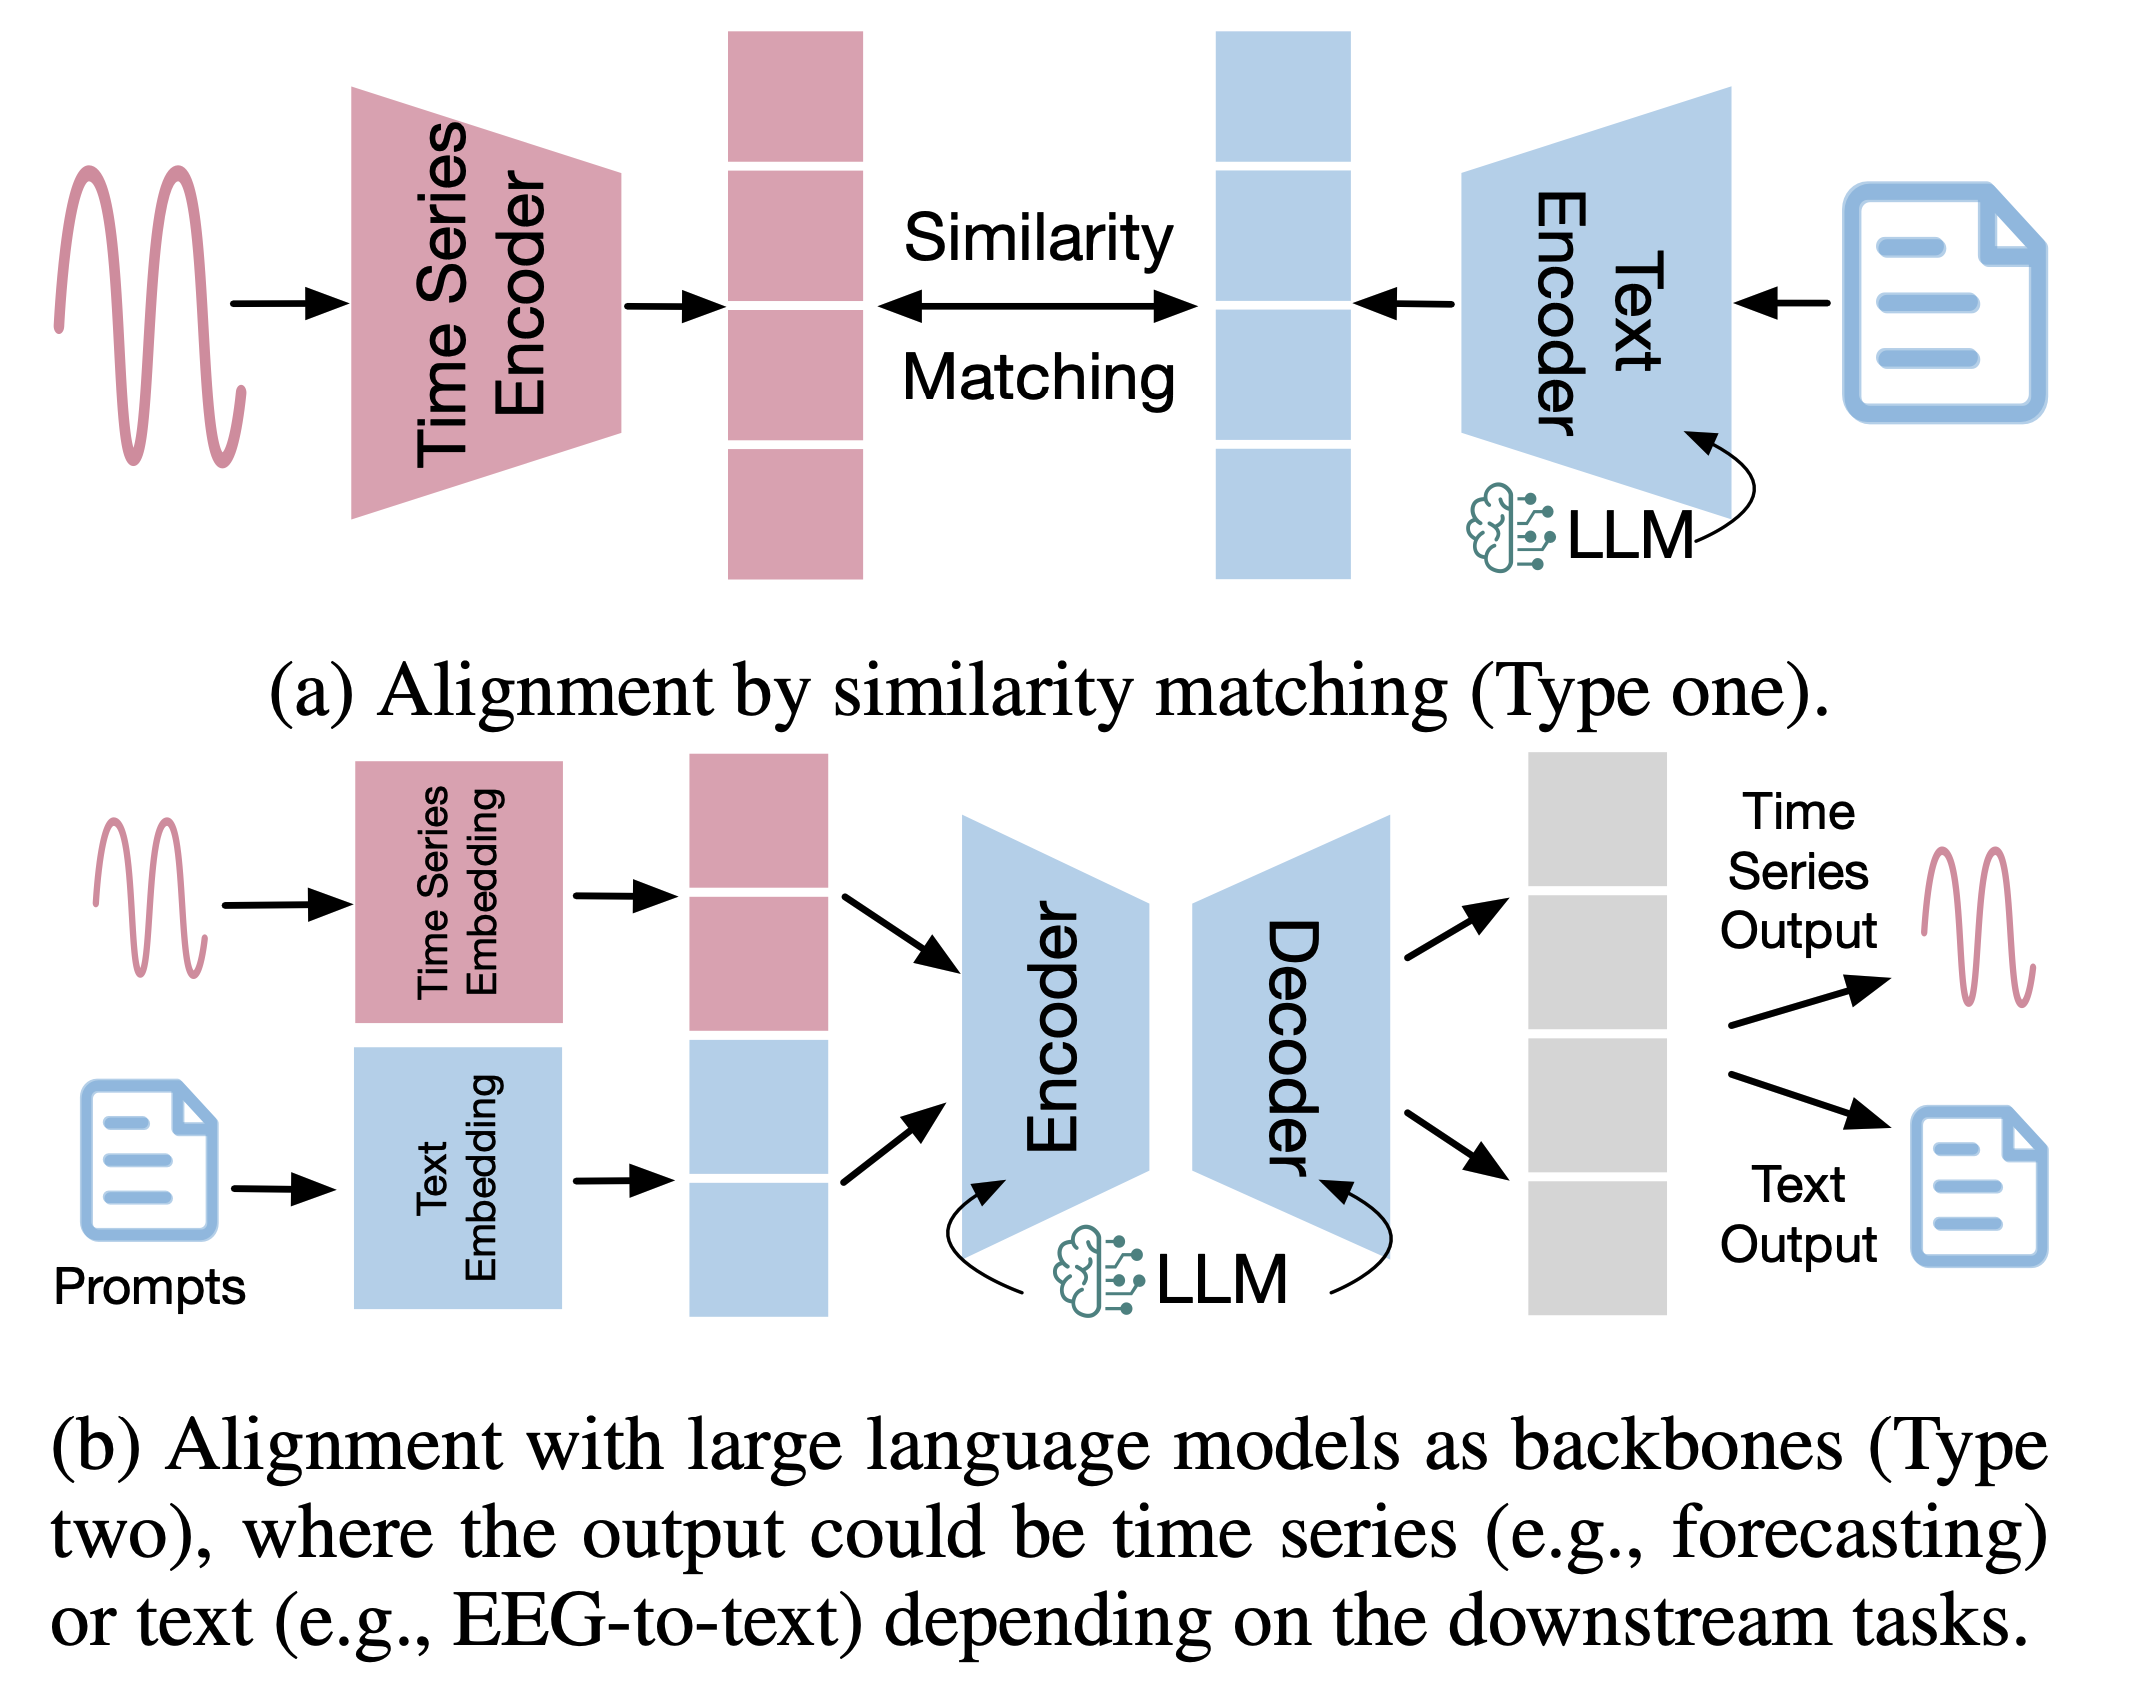 Time Series
Encoder
Similarity
Matching
Text
Encoder
LLM
(a) Alignment by similarity matching (Type one).
Time Series
Embedding
Text
Embedding
Prompts
Encoder
Decoder
LLM
Time
Series
Output
Text
Output
(b) Alignment with large language models as backbones (Type
two), where the output could be time series (e.g., forecasting)
or text (e.g., EEG-to-text) depending on the downstream tasks.